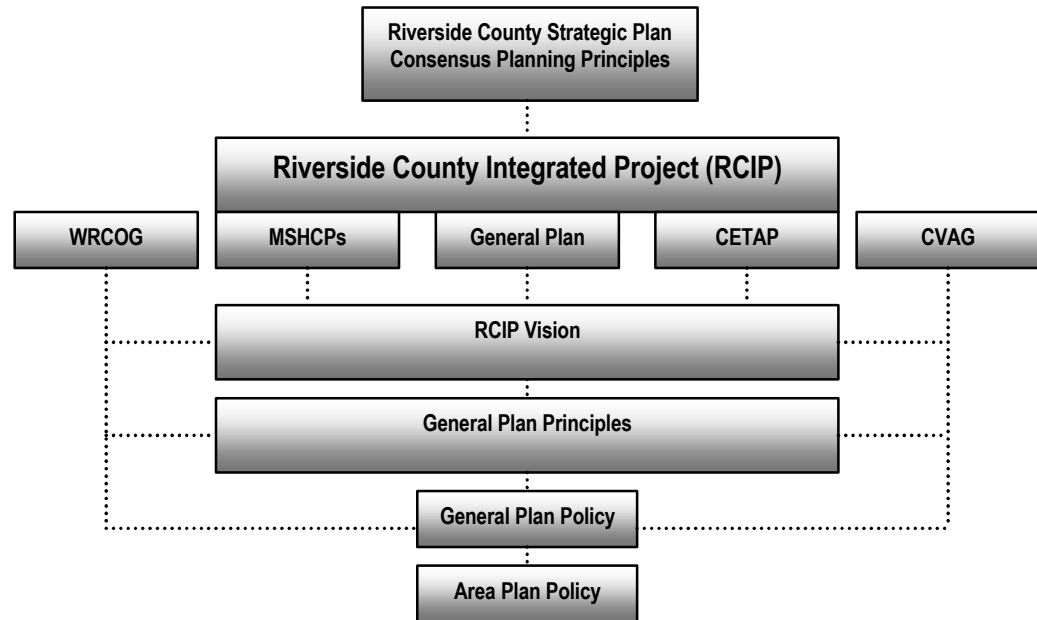 Riverside County Strategic Plan
Consensus Planning Principles
Riverside County Integrated Project (RCIP)
WRCOG
MSHCPs
General Plan
CETAP
CVAG
RCIP Vision
General Plan Principles
General Plan Policy
Area Plan Policy